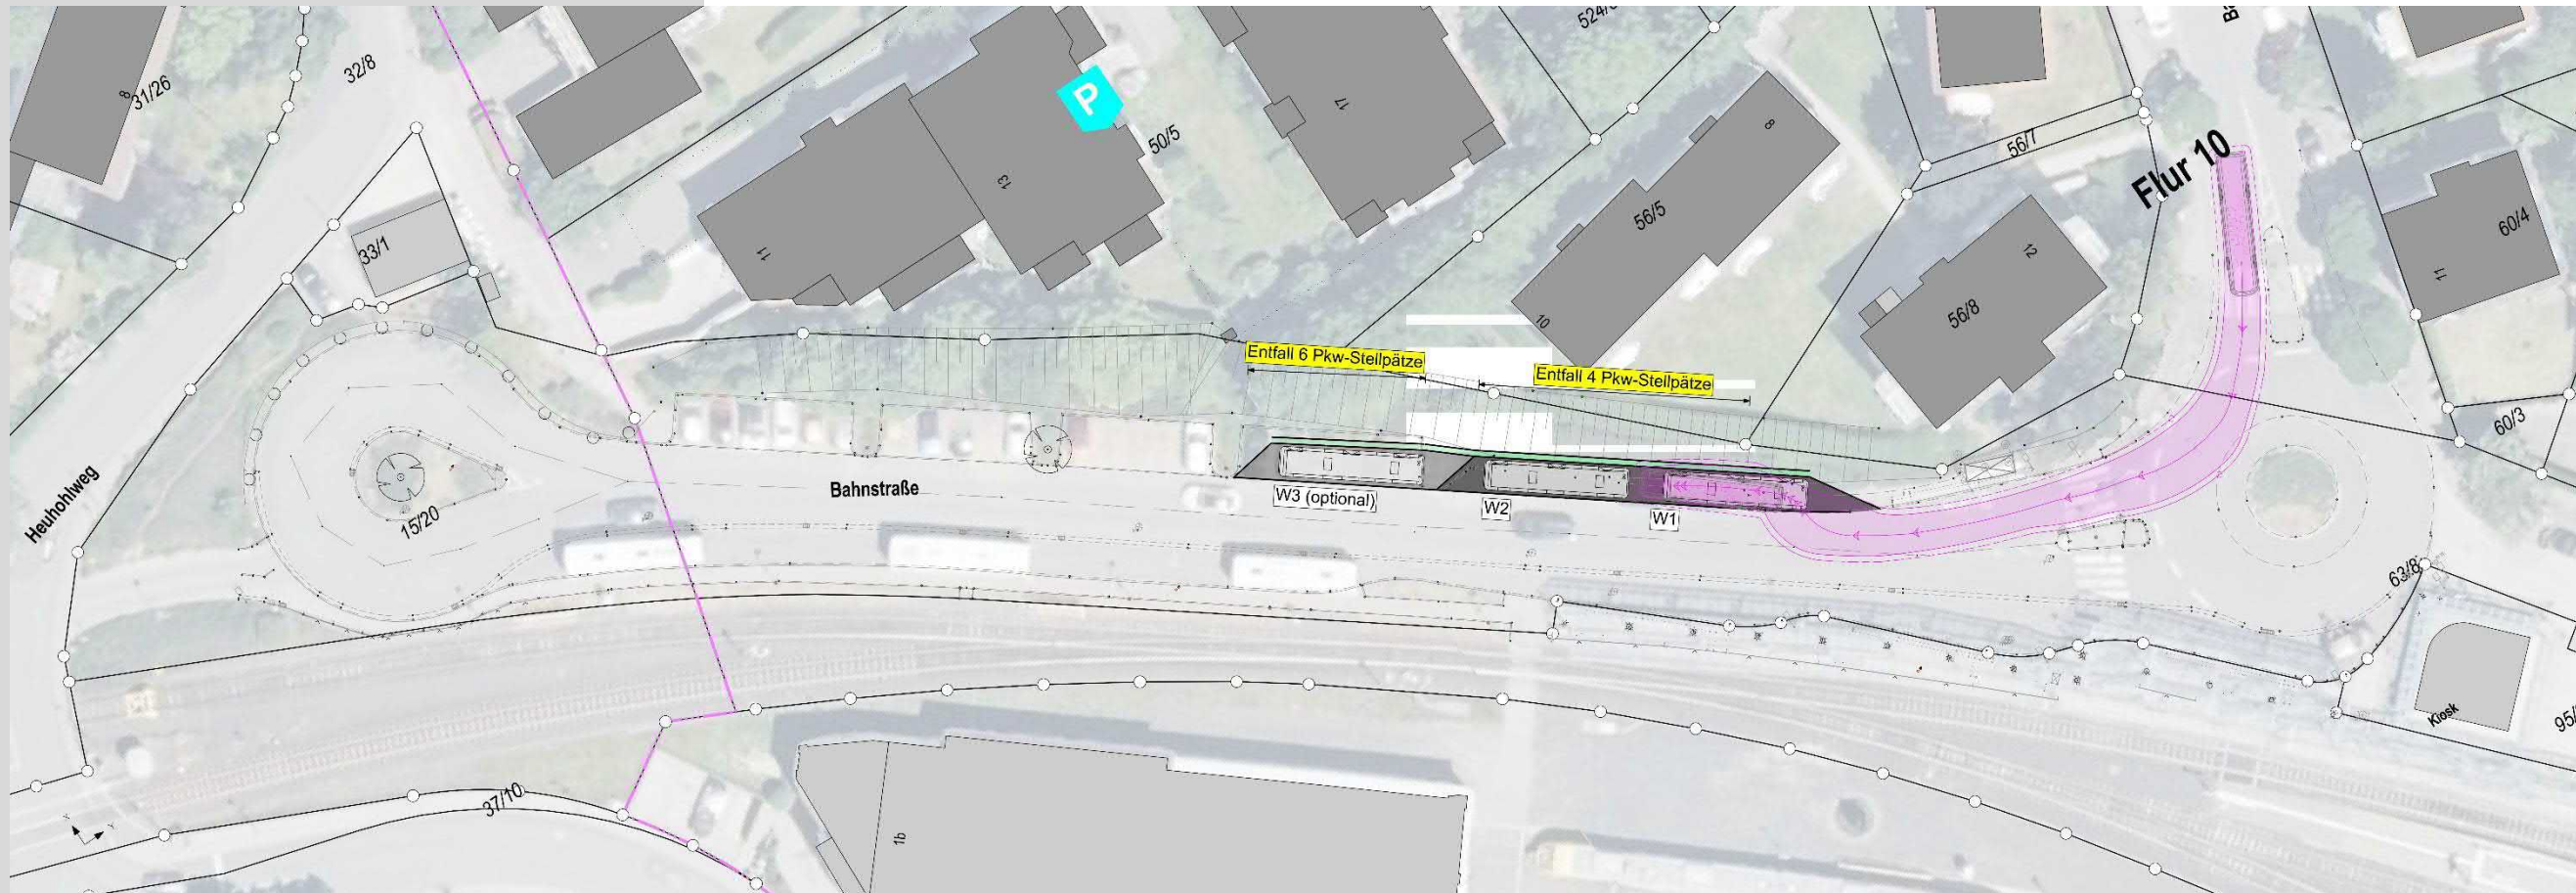 32/8
8
31/26
524/
Ba
P
50/5
17
8
56/7
Flur 10
33/1
11
13
56/5
10
12
56/8
60/4
11
Entfall 6 Pkw-Stellpätze
Entfall 4 Pkw-Stellpätze
60/3
Heuhohlweg
15/20
Bahnstraße
W3 (optional)
W2
W1
63/8
Kiosk
95/
37/10
1b